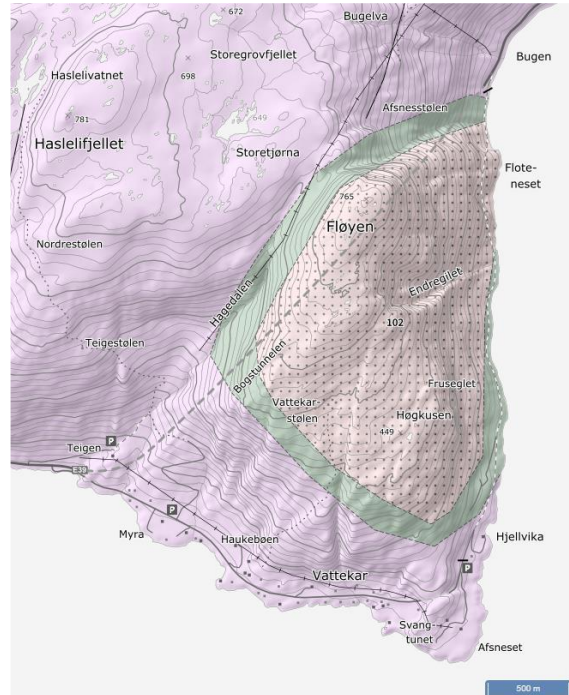 672
Bugelva
Storegrovfjellet
Bugen
Haslelivatnet
698
781
649
Afsnesstølen
Haslelifjellet
Storetjørna
Flote-
neset
765
Fløyen
Nordrestølen
Endregilet
Hagedalen
102
Teigestølen
Bogstunnelen
Fruseglet
Vattekar-
stølen
Høgkusen
449
P
Teigen
E39
P
Myra
Haukebøen
Hjellvika
P
Vattekar
Svang-
tunet
Afsneset
500 m